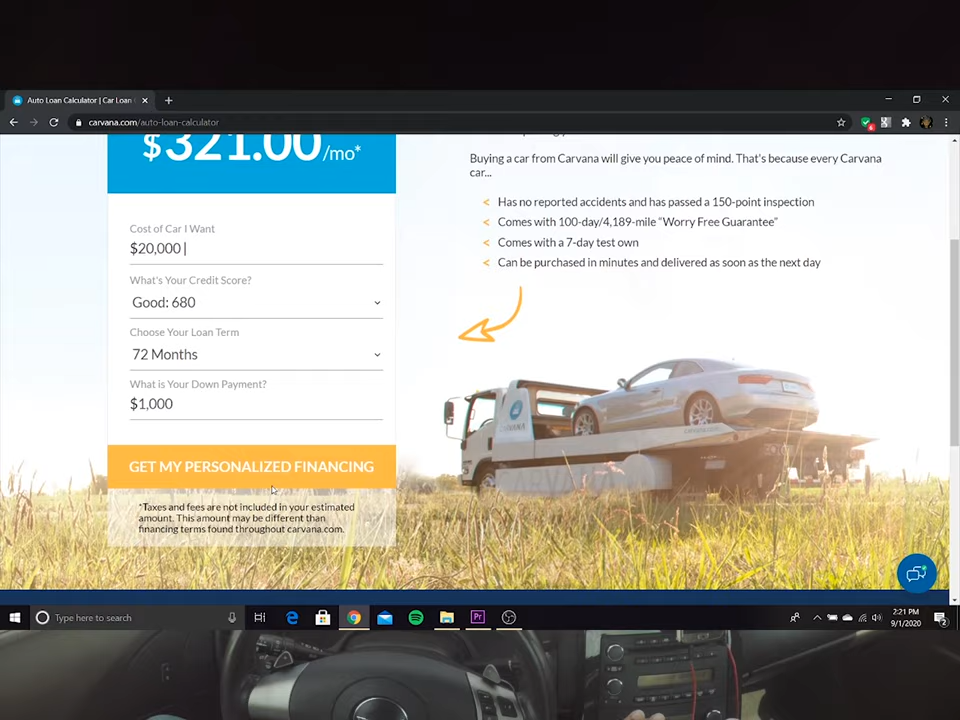 Auto Loan Calculator | Car Loan
carvana.com/auto-loan-calculator
$321.00/mo*
Buying a car from Carvana will give you peace of mind. That's because every Carvana
car...
Has no reported accidents and has passed a 150-point inspection
Comes with 100-day/4,189-mile “Worry Free Guarantee”
Comes with a 7-day test own
Can be purchased in minutes and delivered as soon as the next day
Cost of Car I Want
$20,000
What's Your Credit Score?
Good: 680
Choose Your Loan Term
72 Months
What is Your Down Payment?
$1,000
GET MY PERSONALIZED FINANCING
*Taxes and fees are not included in your estimated
amount. This amount may be different than
financing terms found throughout carvana.com.
CARVANA
CARVANA
Carvana.com
Type here to search
Pr
2:21 PM
9/1/2020
2